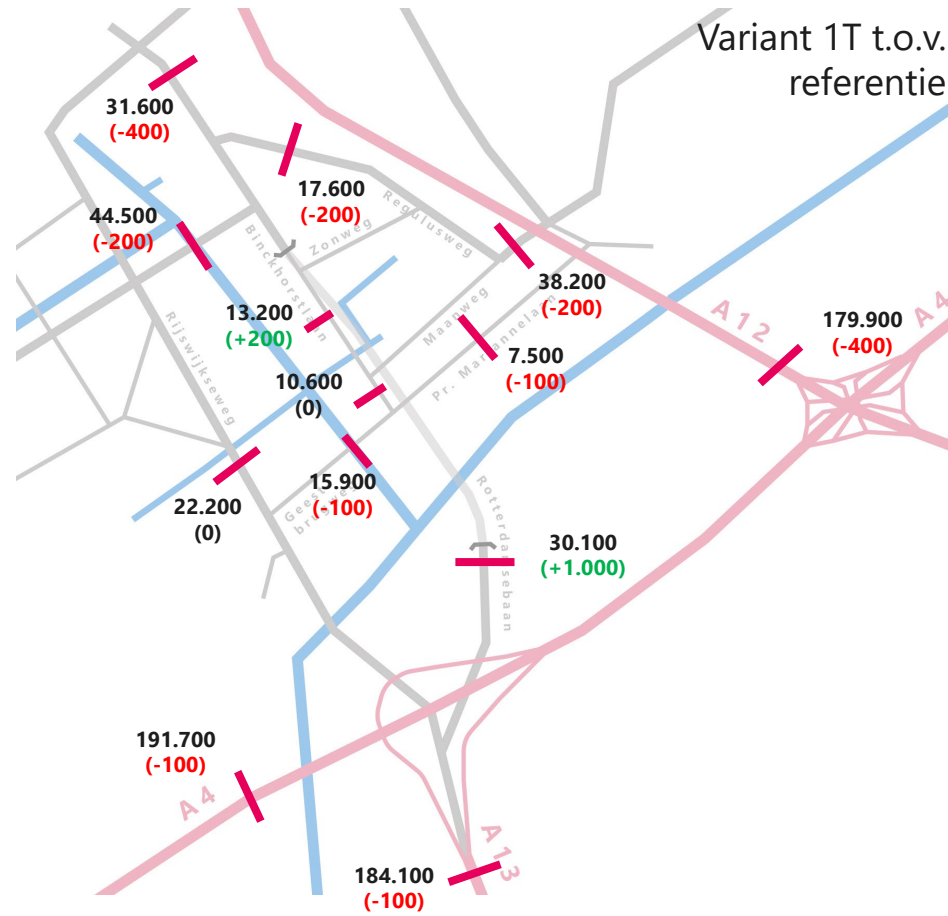 Variant 1T t.o.v.
referentie
31.600
(-400)
17.600
(-200)
Regulusweg
44.500
(-200)
Binckhorstlaan
Zonweg
38.200
(-200)
13.200
(+200)
Maanweg
Pr. Mariannelaan
A12
A4
179.900
(-400)
Rijswijkseweg
7.500
(-100)
10.600
(0)
15.900
(-100)
Geest
brugweg
22.200
(0)
Rotterdamsebaan
30.100
(+1.000)
191.700
(-100)
A4
A13
184.100
(-100)